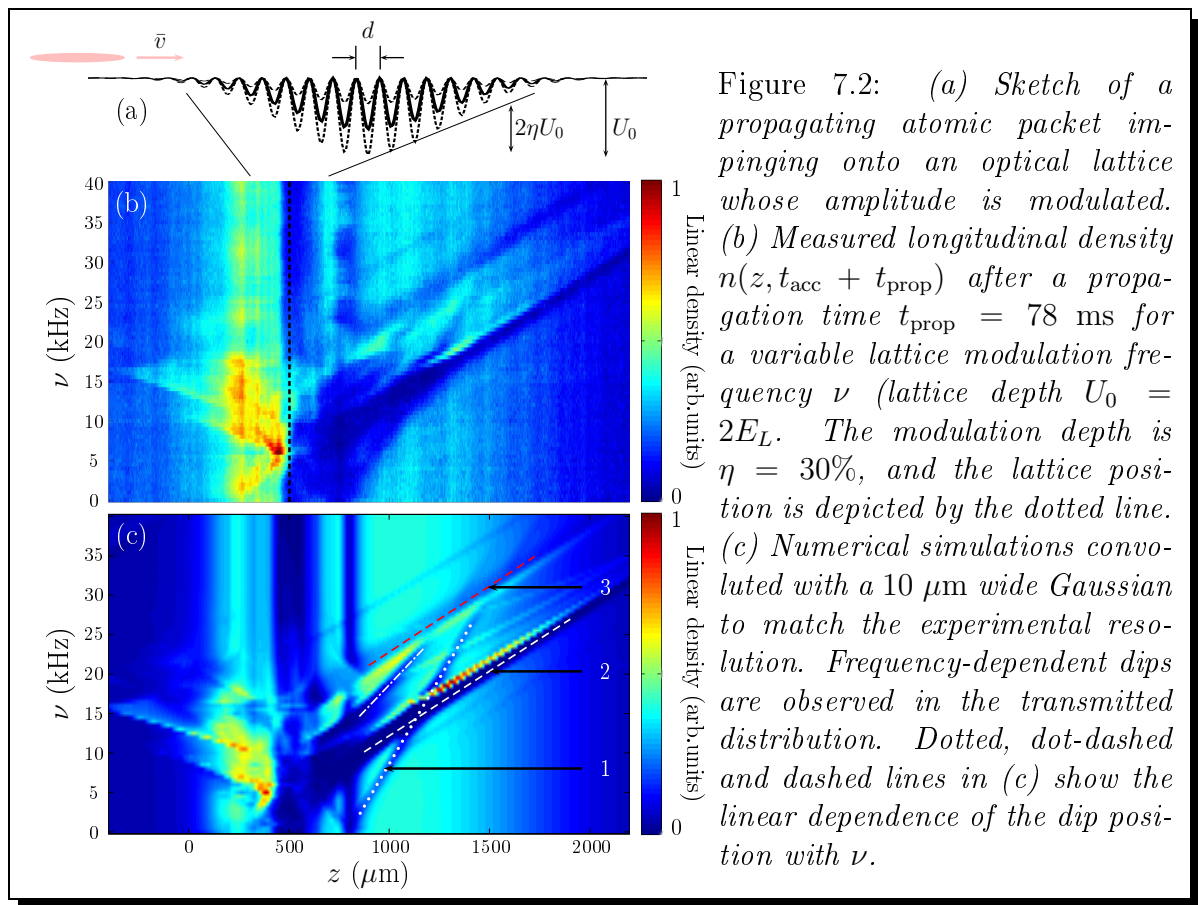 v̄
d
(a)
2ηU₀
U₀
(b)
40
35
30
25
20
15
10
5
0
ν (kHz)
1
0
Linear density (arb.units)
(c)
35
30
25
20
15
10
5
0
ν (kHz)
3
2
1
1
0
Linear density (arb.units)
0 500 1000 1500 2000
z (μm)
Figure 7.2: (a) Sketch of a
propagating atomic packet im-
pinging onto an optical lattice
whose amplitude is modulated.
(b) Measured longitudinal density
n(z, t_acc + t_prop) after a propa-
gation time t_prop = 78 ms for
a variable lattice modulation fre-
quency ν (lattice depth U₀ =
2E_L. The modulation depth is
η = 30%, and the lattice posi-
tion is depicted by the dotted line.
(c) Numerical simulations convo-
luted with a 10 μm wide Gaussian
to match the experimental reso-
lution. Frequency-dependent dips
are observed in the transmitted
distribution. Dotted, dot-dashed
and dashed lines in (c) show the
linear dependence of the dip posi-
tion with ν.